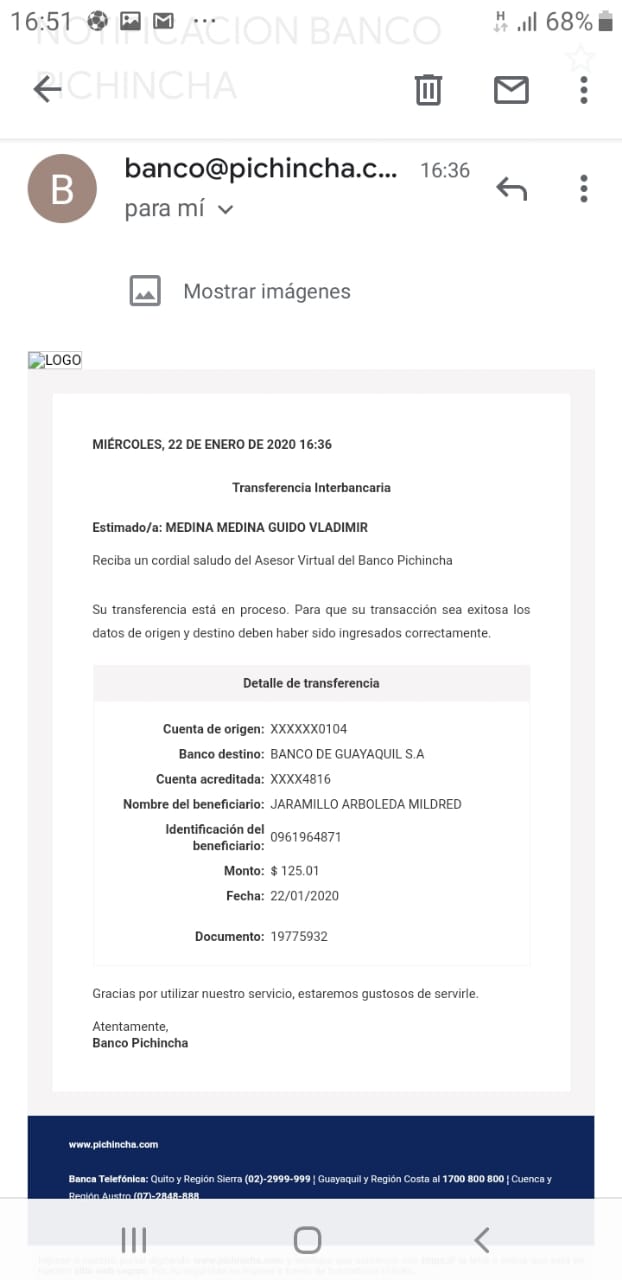 16:51
H
68%
NOTIFICACION BANCO
PICHINCHA
B
banco@pichincha.c... 16:36
para mí
Mostrar imágenes
LOGO
MIÉRCOLES, 22 DE ENERO DE 2020 16:36
Transferencia Interbancaria
Estimado/a: MEDINA MEDINA GUIDO VLADIMIR
Reciba un cordial saludo del Asesor Virtual del Banco Pichincha
Su transferencia está en proceso. Para que su transacción sea exitosa los
datos de origen y destino deben haber sido ingresados correctamente.
Detalle de transferencia
Cuenta de origen: XXXXXX0104
Banco destino: BANCO DE GUAYAQUIL S.A
Cuenta acreditada: XXXX4816
Nombre del beneficiario: JARAMILLO ARBOLEDA MILDRED
Identificación del
beneficiario: 0961964871
Monto: $ 125.01
Fecha: 22/01/2020
Documento: 19775932
Gracias por utilizar nuestro servicio, estaremos gustosos de servirle.
Atentamente,
Banco Pichincha
www.pichincha.com
Banca Telefónica: Quito y Región Sierra (02)-2999-999 | Guayaquil y Región Costa al 1700 800 800 | Cuenca y
Región Austro (07)-2848-888